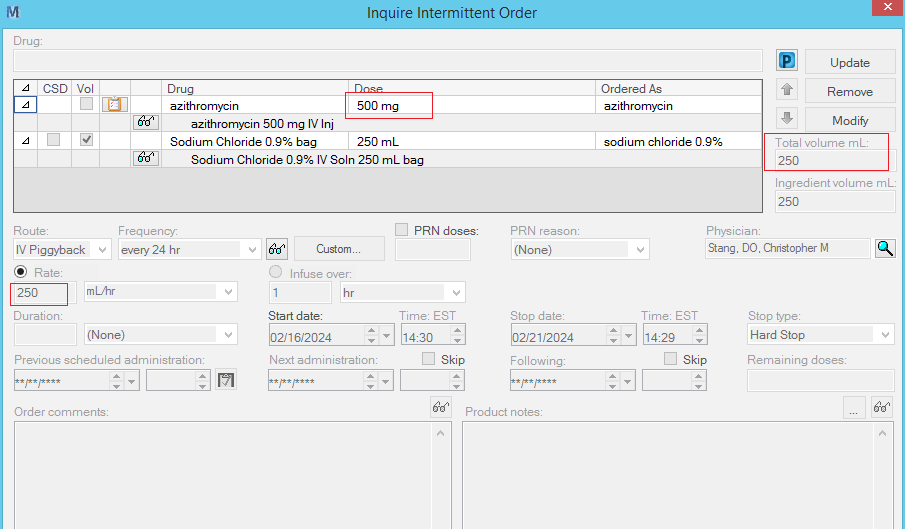 M Inquire Intermittent Order x
Drug:
P Update
CSD Vol Drug Dose Ordered As
azithromycin 500 mg azithromycin
Remove
azithromycin 500 mg IV Inj
Modify
Sodium Chloride 0.9% bag 250 mL sodium chloride 0.9%
Total volume mL:
Sodium Chloride 0.9% IV Soln 250 mL bag
250
Ingredient volume mL:
250
Route: Frequency: PRN doses: PRN reason: Physician:
IV Piggyback every 24 hr Custom... (None) Stang, DO, Christopher M
Rate: Infuse over:
250 mL/hr 1 hr
Duration: Start date: Time: EST Stop date: Time: EST Stop type:
(None) 02/16/2024 14:30 02/21/2024 14:29 Hard Stop
Previous scheduled administration: Next administration: Skip Following: Skip Remaining doses:
**/**/**** **/**/**** **/**/****
Order comments: Product notes: ...